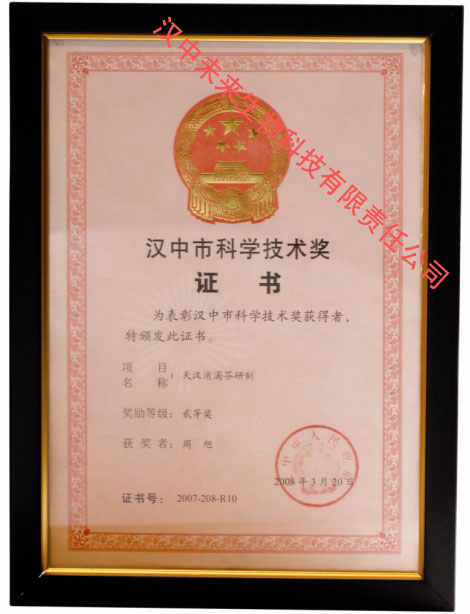 汉中未来生物科技有限责任公司
汉中市科学技术奖
证 书
为表彰汉中市科学技术奖获得者，
特颁发此证书。
项 目
名 称：天汉消渴茶研制
奖励等级：贰等奖
获 奖 者：周 旭
2008年3月20日
证书号：2007-208-R10